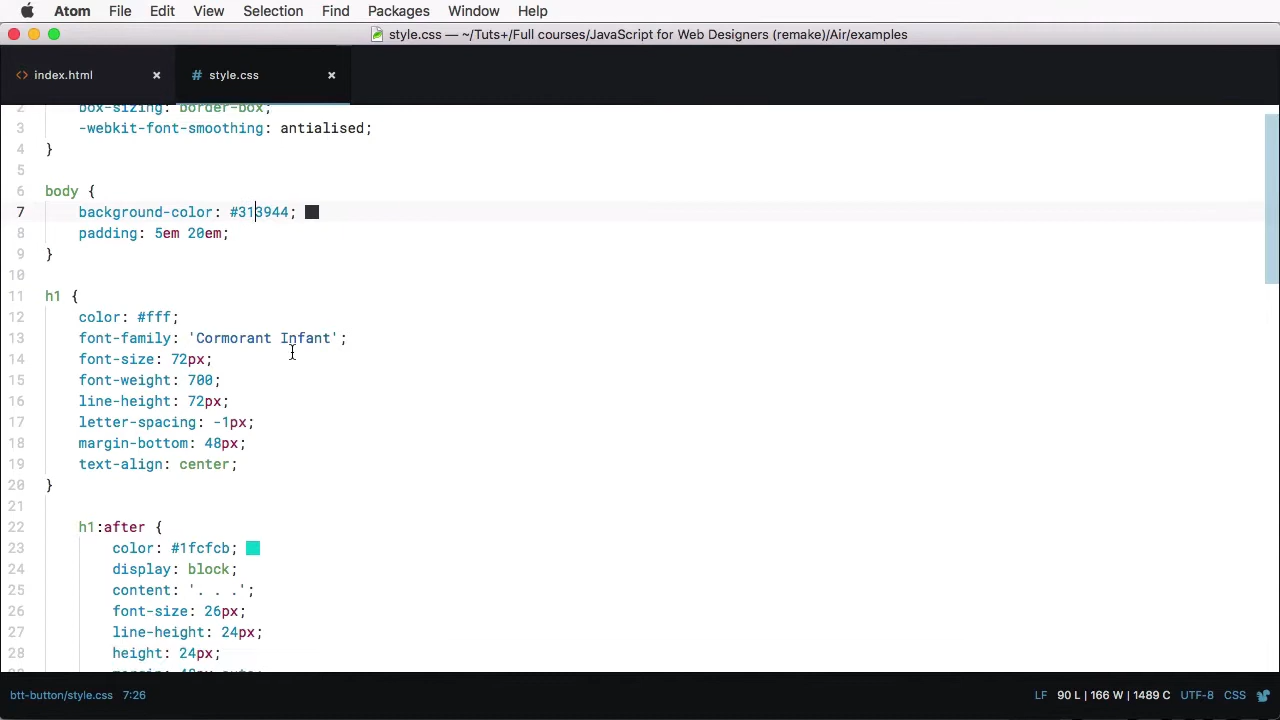 Atom File Edit View Selection Find Packages Window Help
style.css — ~/Tuts+/Full courses/JavaScript for Web Designers (remake)/Air/examples
<> index.html × # style.css ×
2 box-sizing: border-box;
3 -webkit-font-smoothing: antialised;
4 }
5
6 body {
7 background-color: #313944;
8 padding: 5em 20em;
9 }
10
11 h1 {
12 color: #fff;
13 font-family: 'Cormorant Infant';
14 font-size: 72px;
15 font-weight: 700;
16 line-height: 72px;
17 letter-spacing: -1px;
18 margin-bottom: 48px;
19 text-align: center;
20 }
21
22 h1:after {
23 color: #1fcfcb;
24 display: block;
25 content: '. . .';
26 font-size: 26px;
27 line-height: 24px;
28 height: 24px;
btt-button/style.css 7:26 LF 90 L | 166 W | 1489 C UTF-8 CSS